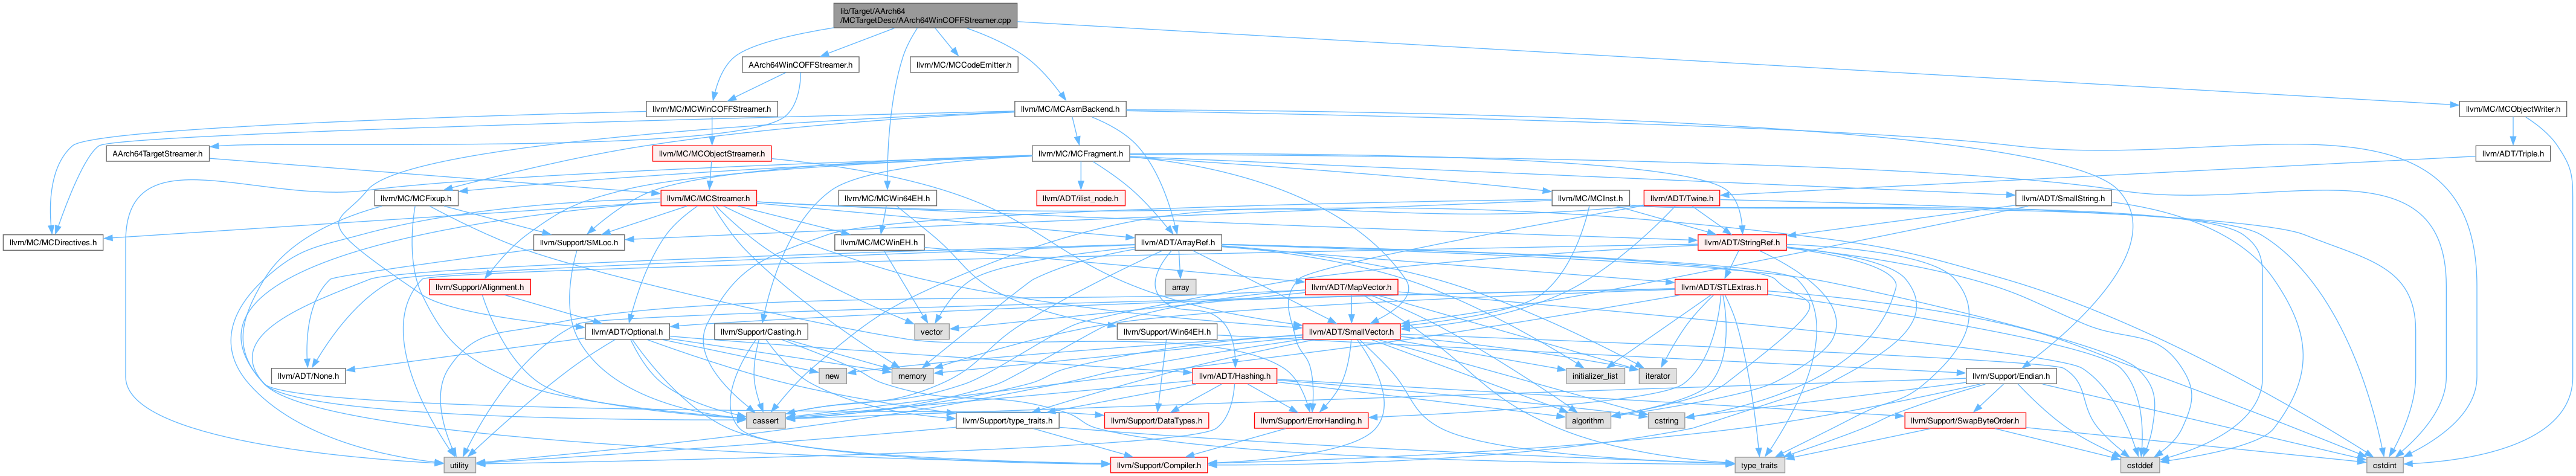 lib/Target/AArch64
/MCTargetDesc/AArch64WinCOFFStreamer.cpp
AArch64WinCOFFStreamer.h
llvm/MC/MCCodeEmitter.h
llvm/MC/MCWinCOFFStreamer.h
llvm/MC/MCAsmBackend.h
llvm/MC/MCObjectWriter.h
AArch64TargetStreamer.h
llvm/MC/MCObjectStreamer.h
llvm/MC/MCFragment.h
llvm/ADT/Triple.h
llvm/MC/MCFixup.h
llvm/MC/MCStreamer.h
llvm/MC/MCWin64EH.h
llvm/ADT/ilist_node.h
llvm/MC/MCInst.h
llvm/ADT/Twine.h
llvm/ADT/SmallString.h
llvm/MC/MCDirectives.h
llvm/Support/SMLoc.h
llvm/MC/MCWinEH.h
llvm/ADT/ArrayRef.h
llvm/ADT/StringRef.h
llvm/Support/Alignment.h
array
llvm/ADT/MapVector.h
llvm/ADT/STLExtras.h
llvm/ADT/Optional.h
llvm/Support/Casting.h
vector
llvm/Support/Win64EH.h
llvm/ADT/SmallVector.h
llvm/ADT/None.h
new
memory
llvm/ADT/Hashing.h
initializer_list
iterator
llvm/Support/Endian.h
cassert
llvm/Support/type_traits.h
llvm/Support/DataTypes.h
llvm/Support/ErrorHandling.h
algorithm
cstring
llvm/Support/SwapByteOrder.h
utility
llvm/Support/Compiler.h
type_traits
cstddef
cstdint